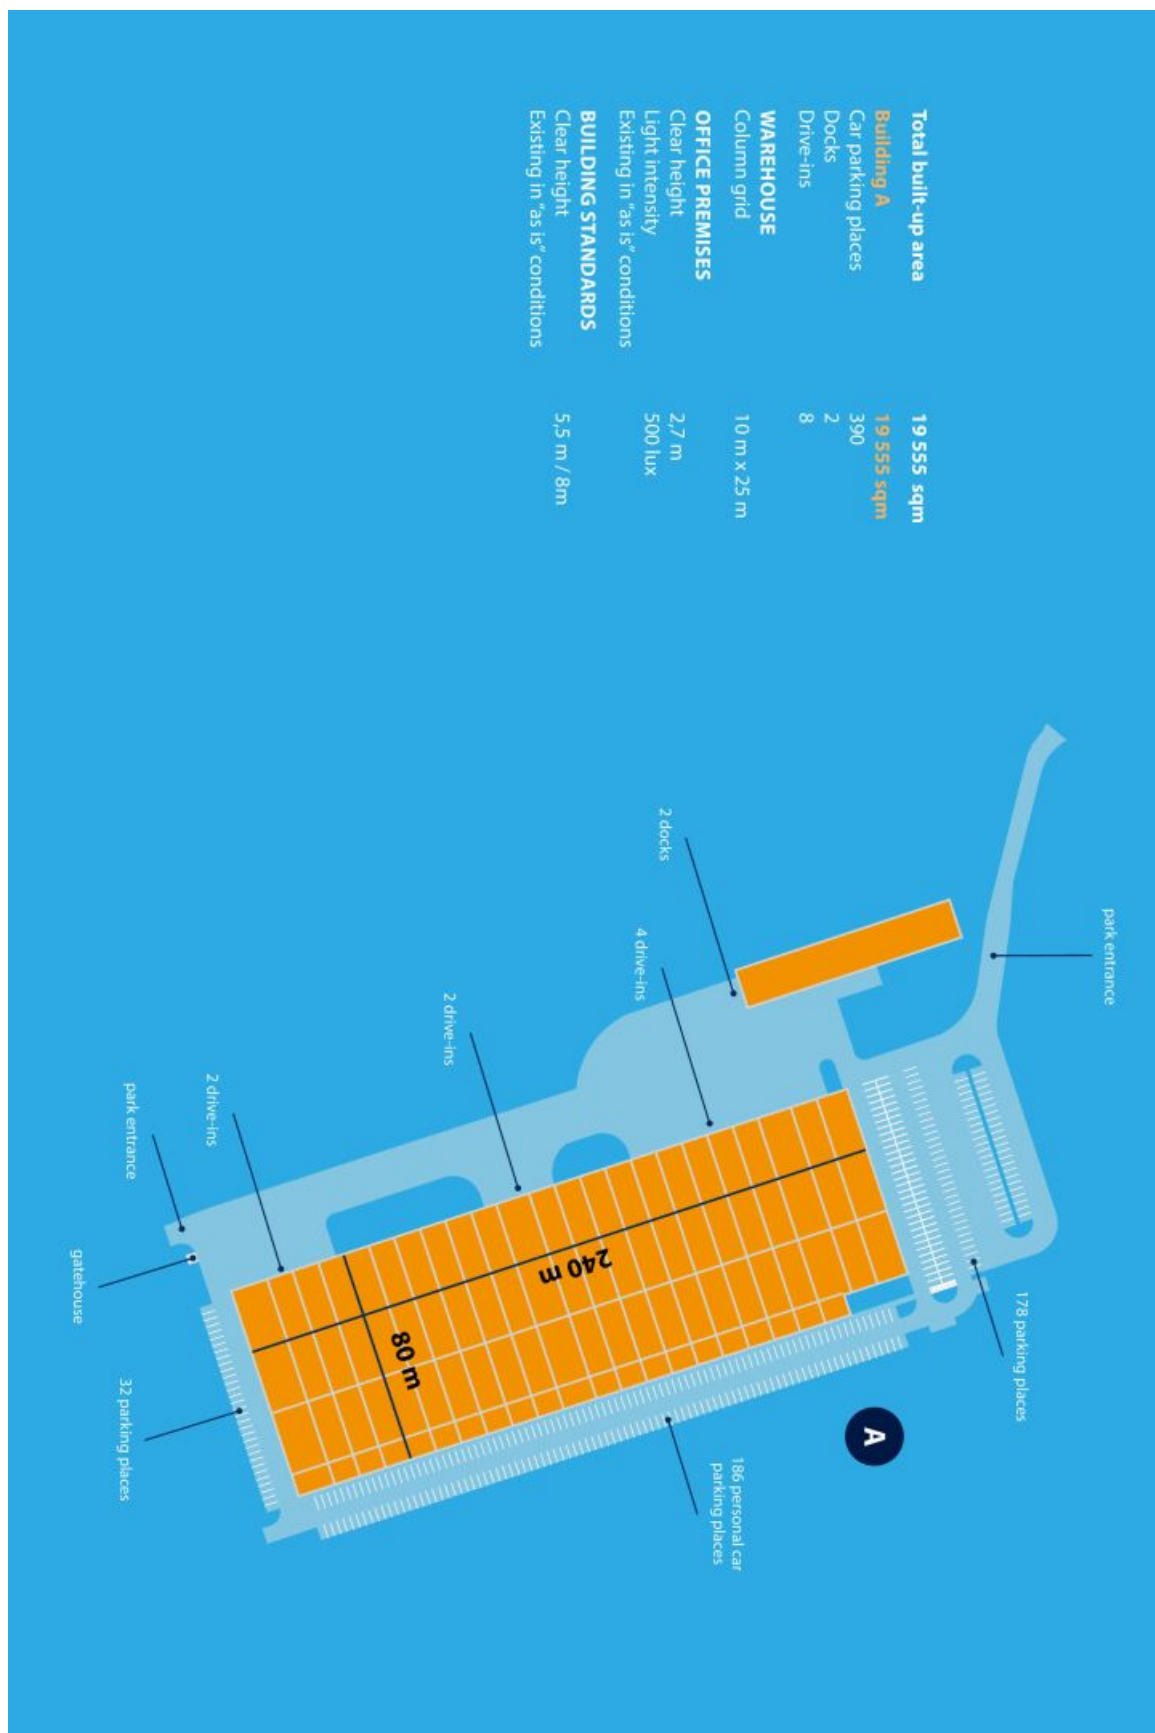 Total built-up area 19 555 sqm
Building A 19 555 sqm
Car parking places 390
Docks 2
Drive-ins 8
WAREHOUSE
Column grid 10 m x 25 m
OFFICE PREMISES
Clear height 2,7 m
Light intensity 500 lux
Existing in "as is" conditions
BUILDING STANDARDS
Clear height 5,5 m / 8m
Existing in "as is" conditions
park entrance
2 docks
4 drive-ins
2 drive-ins
2 drive-ins
park entrance
gatehouse
240 m
80 m
178 parking places
A
32 parking places
186 personal car
parking places